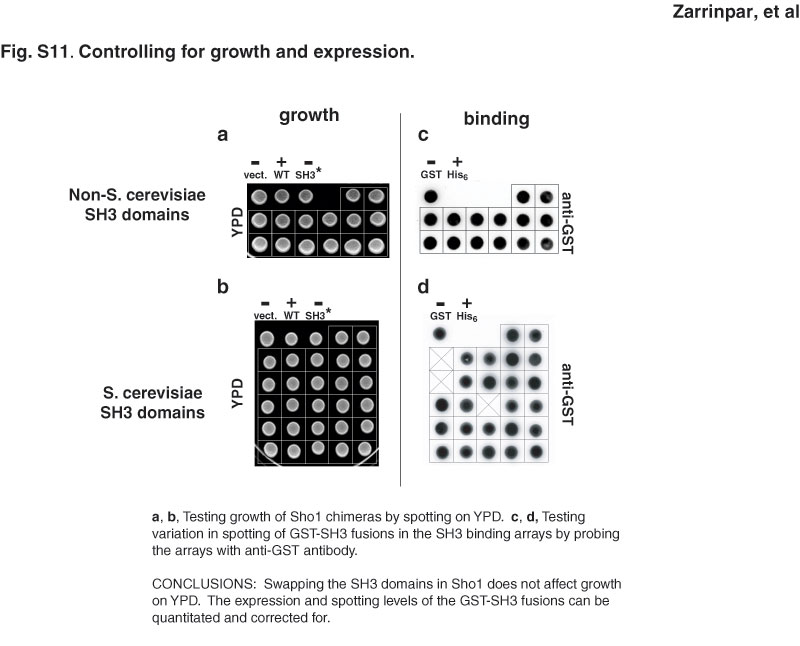 Zarrinpar, et al
Fig. S11. Controlling for growth and expression.
growth
binding
a
c
– + –
vect. WT SH3*
– +
GST His6
Non-S. cerevisiae
SH3 domains
YPD
anti-GST
b
d
– + –
vect. WT SH3*
– +
GST His6
S. cerevisiae
SH3 domains
YPD
anti-GST
a, b, Testing growth of Sho1 chimeras by spotting on YPD. c, d, Testing
variation in spotting of GST-SH3 fusions in the SH3 binding arrays by probing
the arrays with anti-GST antibody.
CONCLUSIONS: Swapping the SH3 domains in Sho1 does not affect growth
on YPD. The expression and spotting levels of the GST-SH3 fusions can be
quantitated and corrected for.